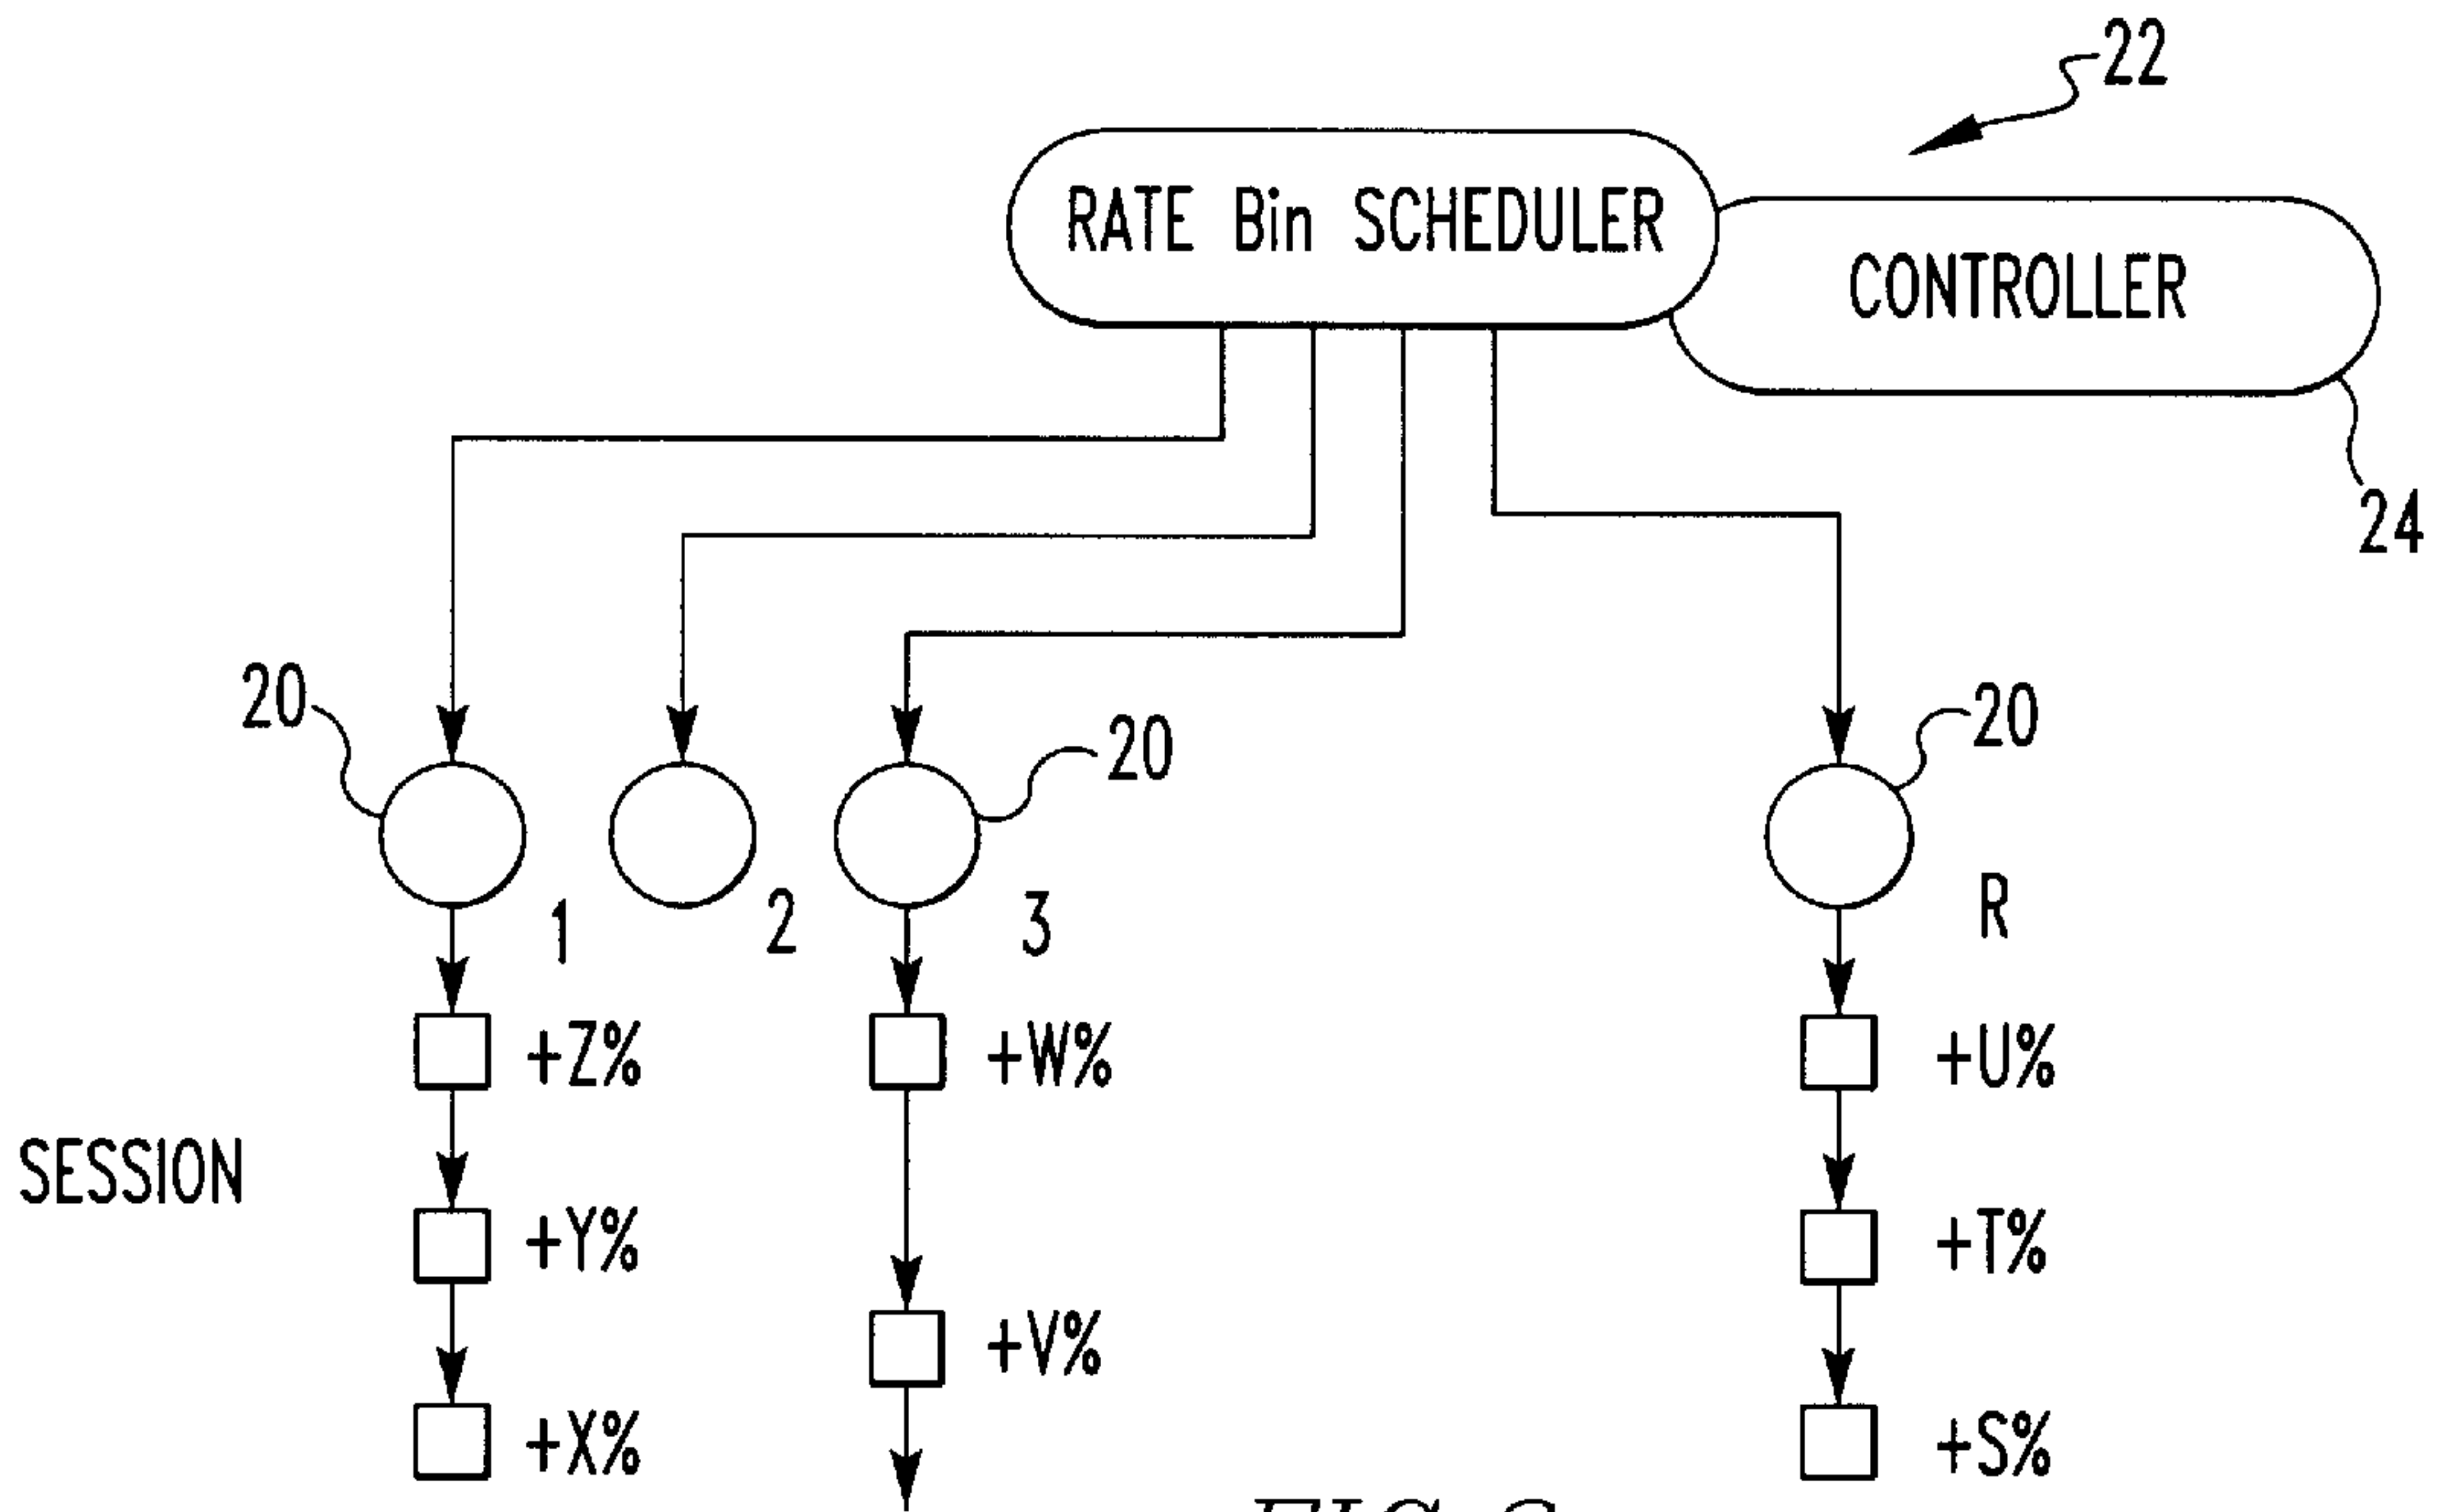 22
RATE Bin SCHEDULER
CONTROLLER
24
20
20
20
1
2
3
R
+Z%
+W%
+U%
SESSION
+Y%
+T%
+V%
+X%
+S%